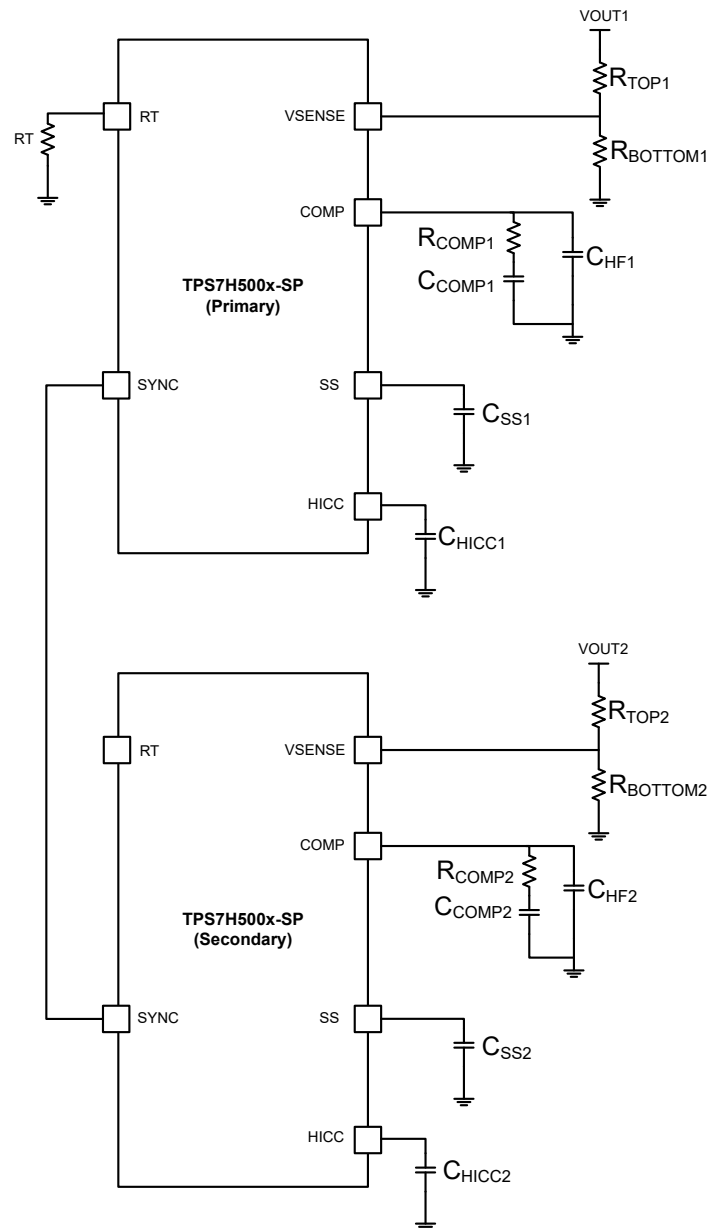 VOUT1
RTOP1
RT
RT
VSENSE
RBOTTOM1
COMP
RCOMP1
CHF1
CCOMP1
TPS7H500x-SP
(Primary)
SYNC
SS
CSS1
HICC
CHICC1
VOUT2
RTOP2
RT
VSENSE
RBOTTOM2
COMP
RCOMP2
CHF2
CCOMP2
TPS7H500x-SP
(Secondary)
SYNC
SS
CSS2
HICC
CHICC2